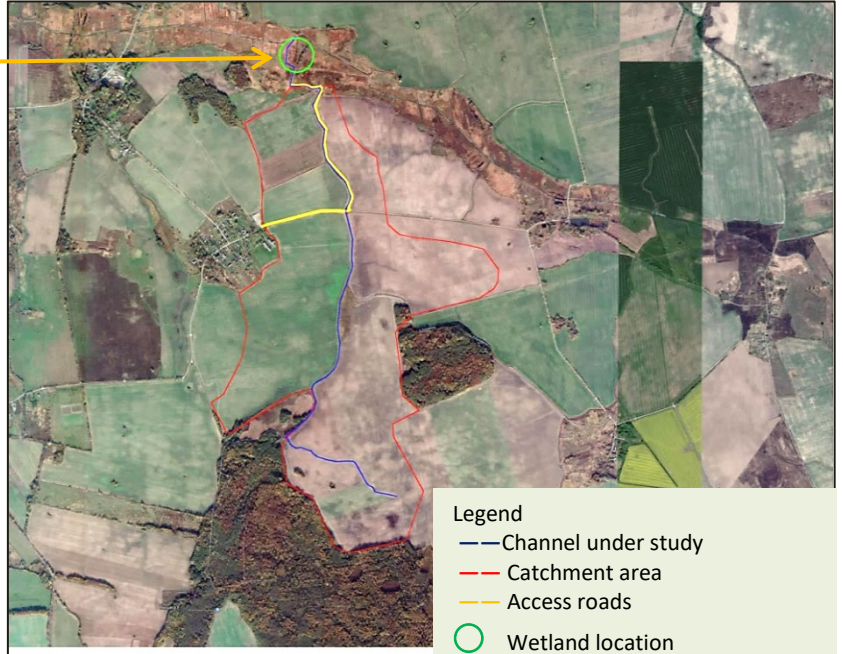 Legend
Channel under study
Catchment area
Access roads
Wetland location